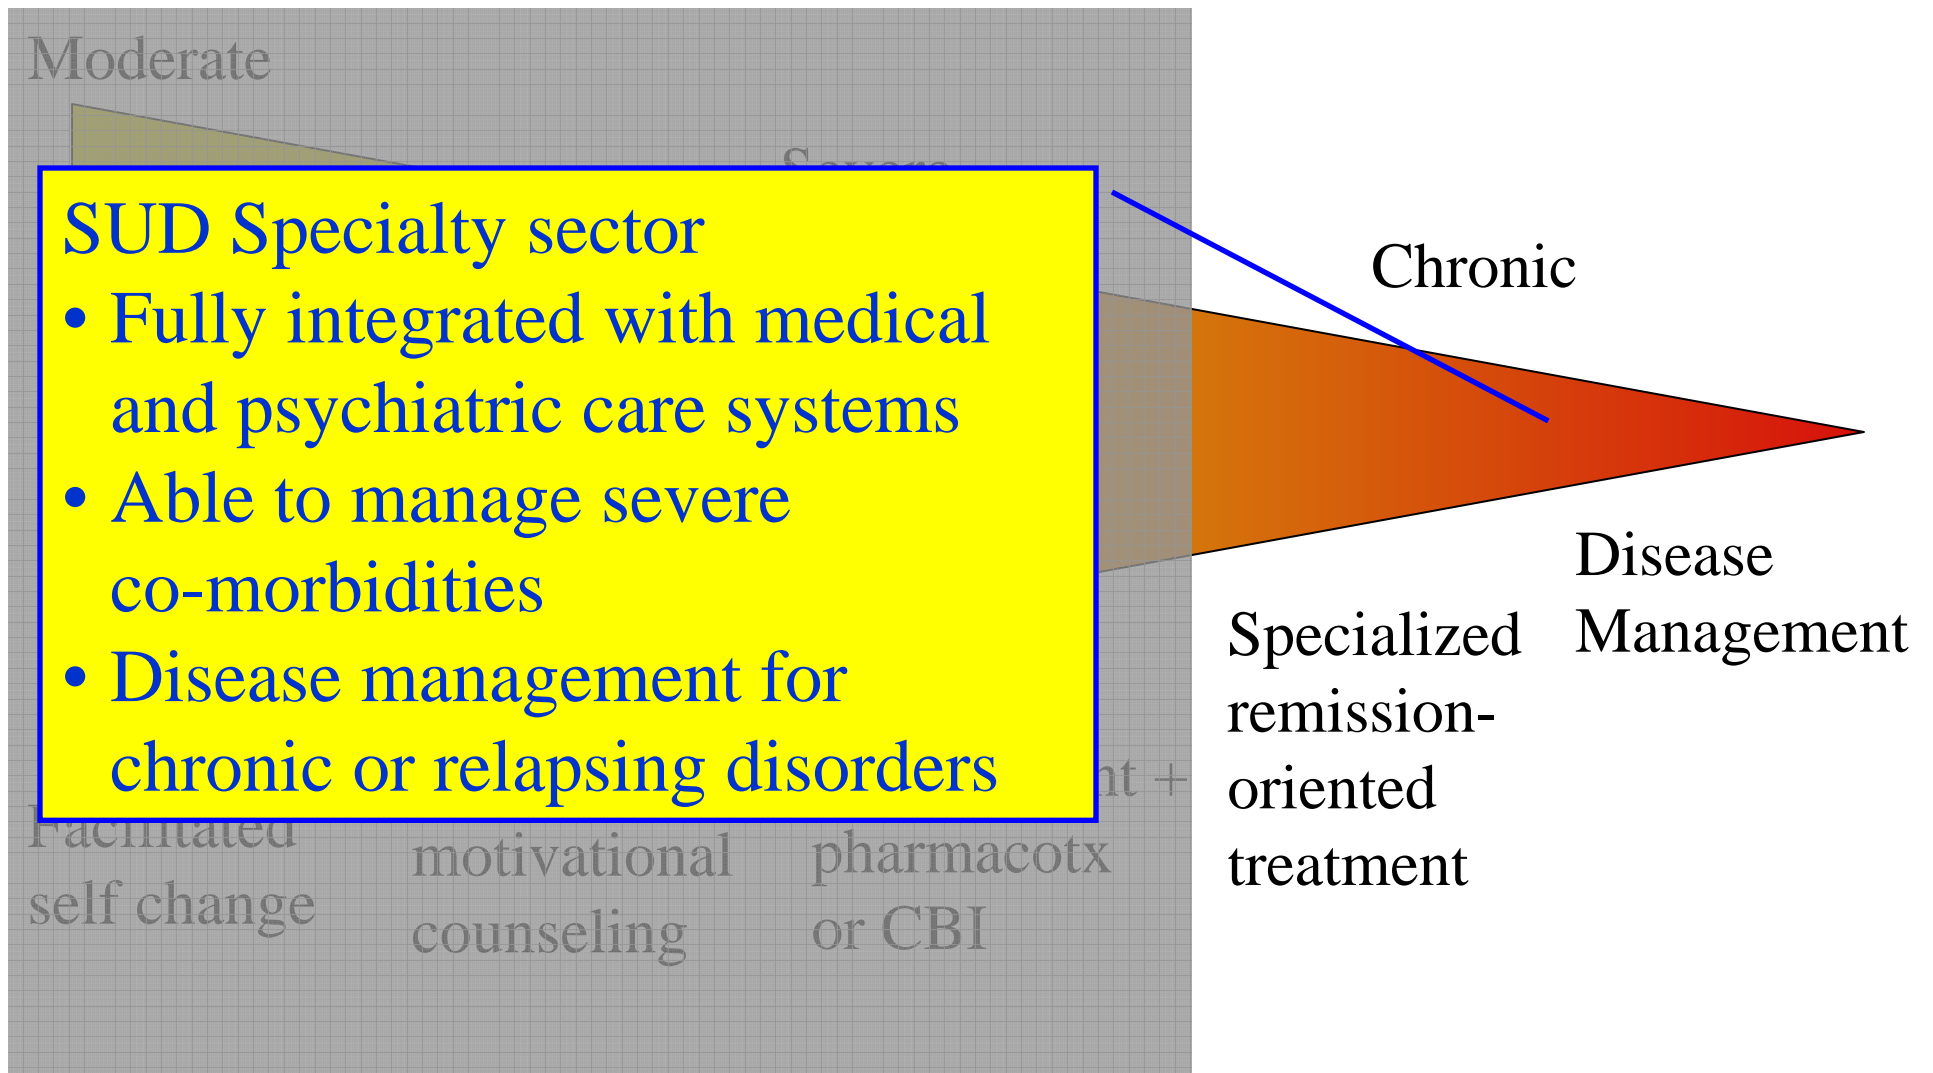 Moderate
Severe
SUD Specialty sector
• Fully integrated with medical
and psychiatric care systems
• Able to manage severe
co-morbidities
• Disease management for
chronic or relapsing disorders
Chronic
Disease
Management
Specialized
remission-
oriented
treatment
Facilitated
self change
motivational
counseling
+
pharmacotx
or CBI